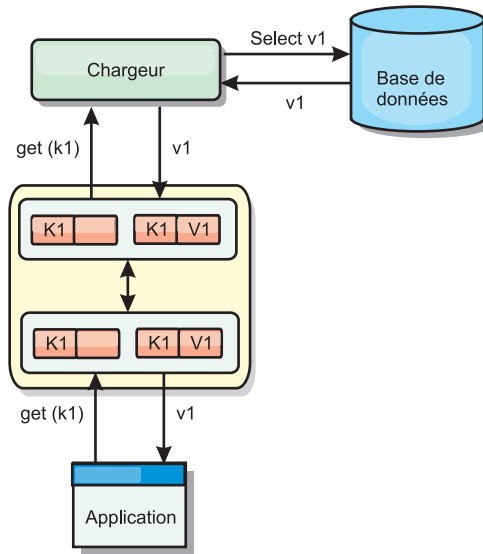 Select v1
Chargeur
Base de
données
v1
get (k1)
v1
K1
K1 V1
K1
K1 V1
get (k1)
v1
Application